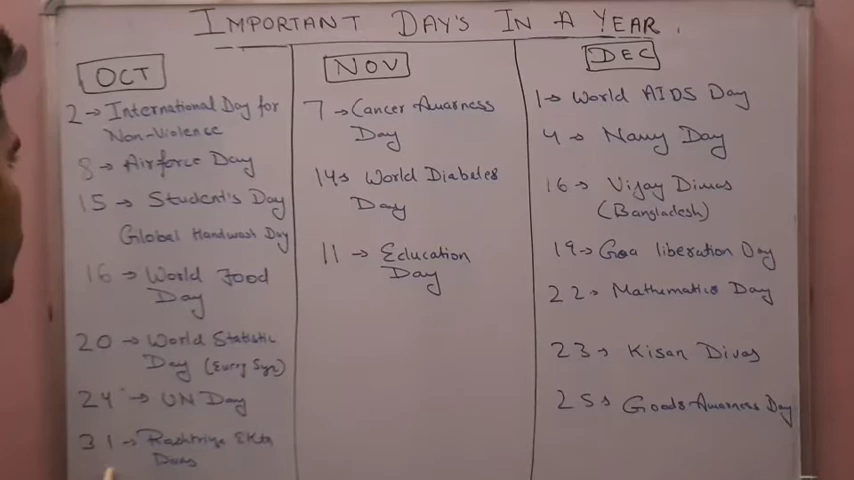 IMPORTANT DAY'S IN A YEAR.
OCT
2 → International Day for
Non-Violence
8 → Airforce Day
15 → Student's Day
Global Handwash Day
16 → World Food
Day
20 → World Statistic
Day (Every 5yr)
24 → UN Day
31 → Rashtriya Ekta
Divas
NOV
7 → Cancer Awarness
Day
14 → World Diabetes
Day
11 → Education
Day
DEC
1 → World AIDS Day
4 → Navy Day
16 → Vijay Divas
(Bangladesh)
19 → Goa liberation Day
22 → Mathematics Day
23 → Kisan Divas
25 → Goods Awarness Day